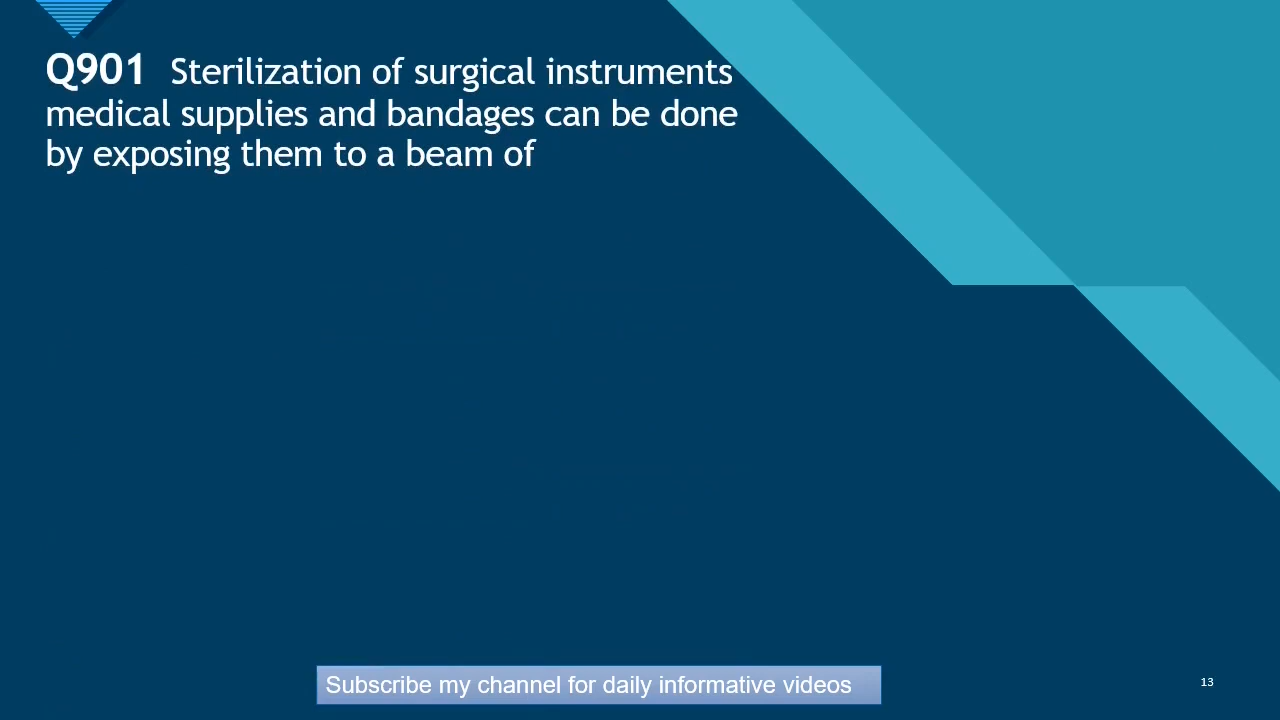 Q901 Sterilization of surgical instruments
medical supplies and bandages can be done
by exposing them to a beam of
Subscribe my channel for daily informative videos
13